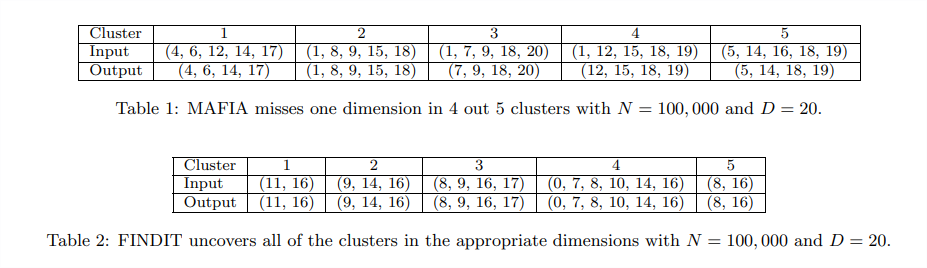 Cluster 1 2 3 4 5
Input (4, 6, 12, 14, 17) (1, 8, 9, 15, 18) (1, 7, 9, 18, 20) (1, 12, 15, 18, 19) (5, 14, 16, 18, 19)
Output (4, 6, 14, 17) (1, 8, 9, 15, 18) (7, 9, 18, 20) (12, 15, 18, 19) (5, 14, 18, 19)
Table 1: MAFIA misses one dimension in 4 out 5 clusters with N = 100, 000 and D = 20.
Cluster 1 2 3 4 5
Input (11, 16) (9, 14, 16) (8, 9, 16, 17) (0, 7, 8, 10, 14, 16) (8, 16)
Output (11, 16) (9, 14, 16) (8, 9, 16, 17) (0, 7, 8, 10, 14, 16) (8, 16)
Table 2: FINDIT uncovers all of the clusters in the appropriate dimensions with N = 100, 000 and D = 20.